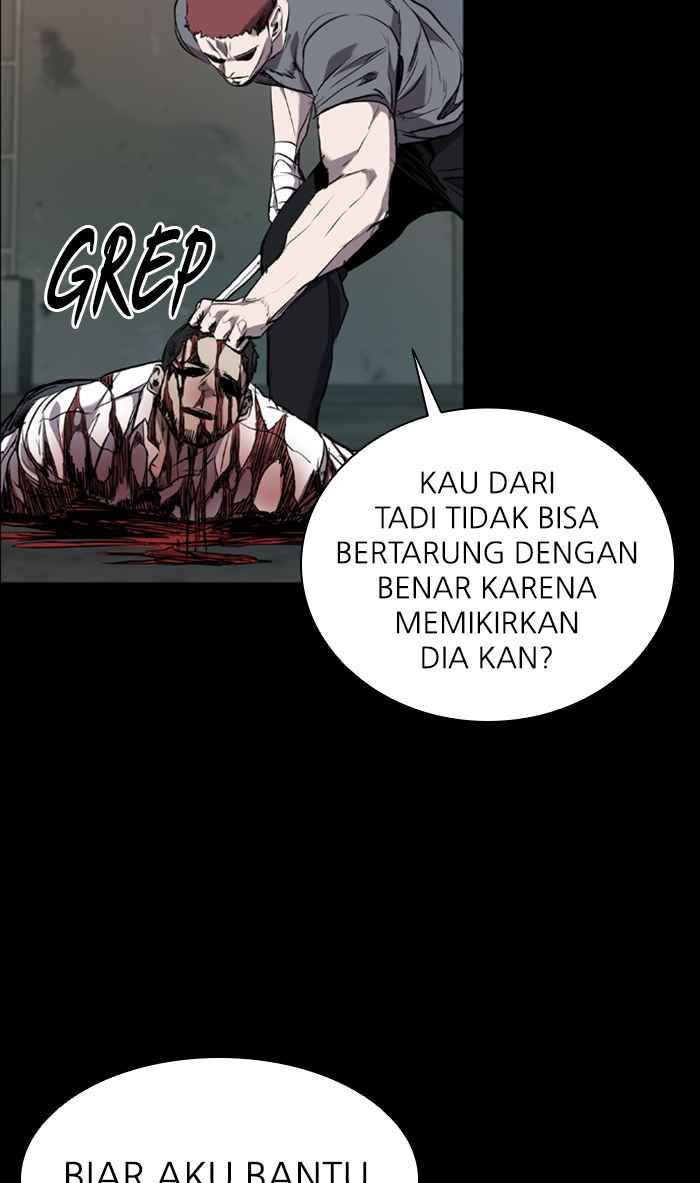 GREP
KAU DARI
TADI TIDAK BISA
BERTARUNG DENGAN
BENAR KARENA
MEMIKIRKAN
DIA KAN?
BIAR AKU BANTU